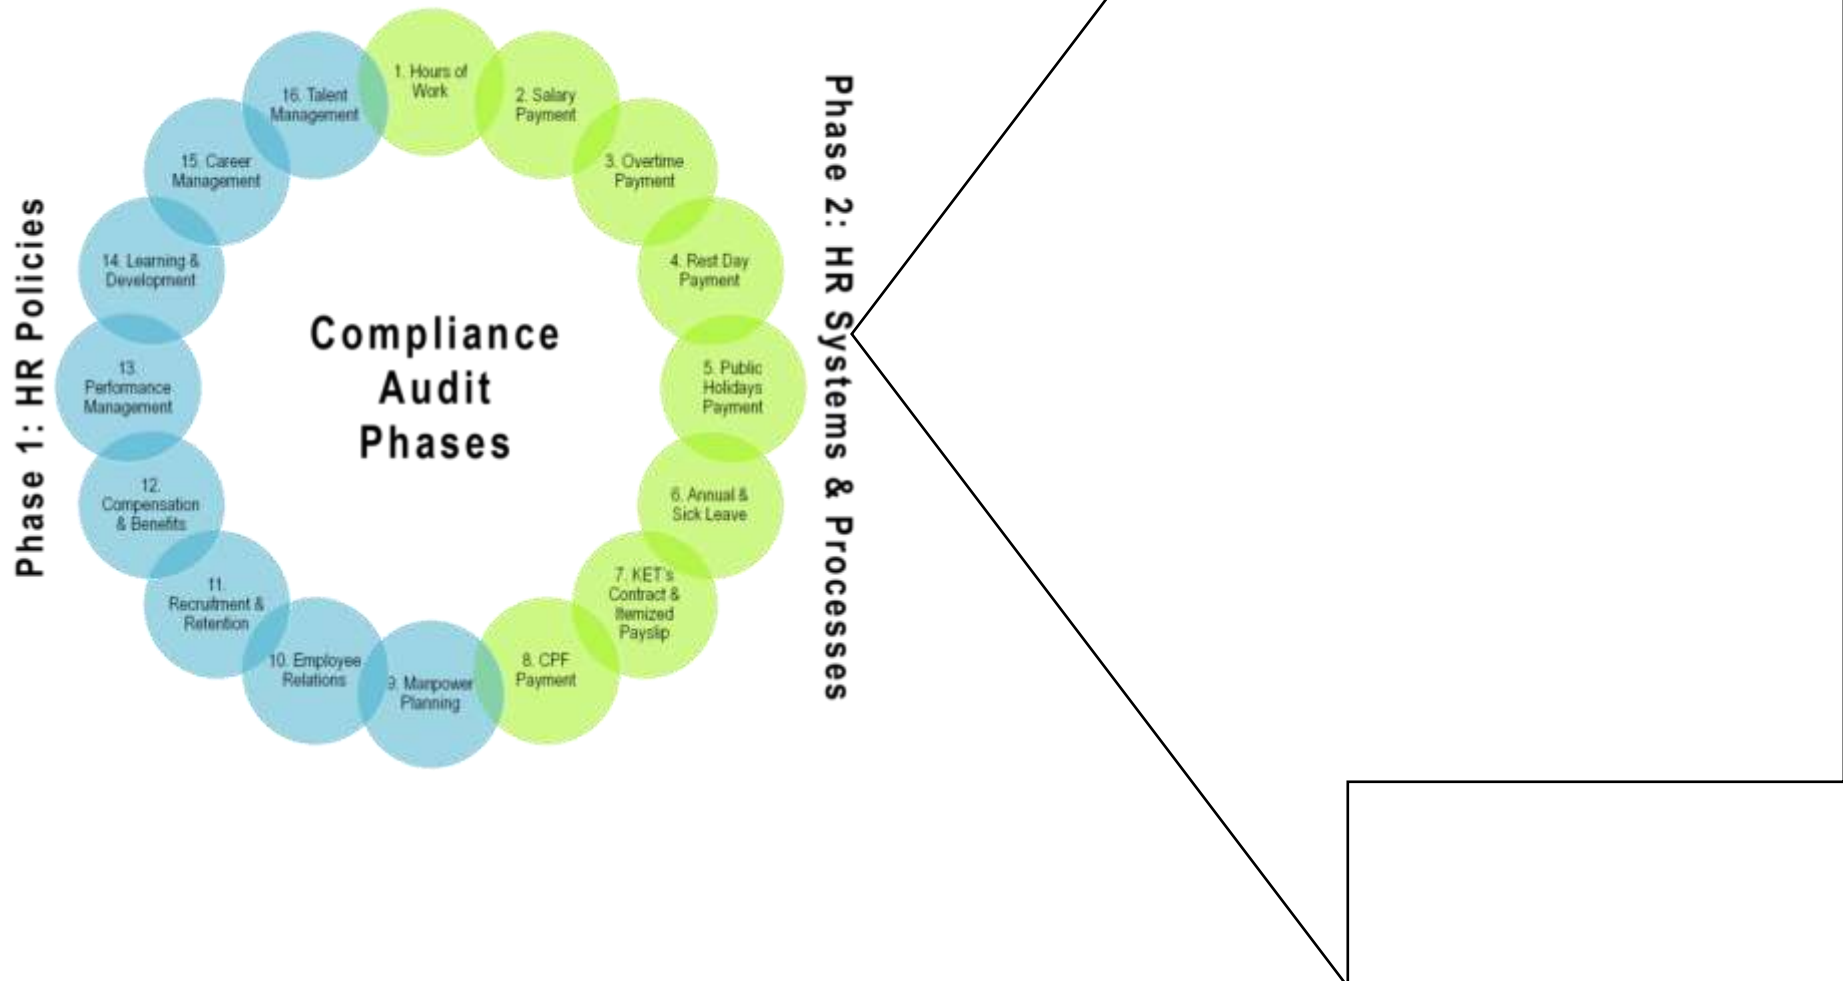 Phase 1: HR Policies
Compliance
Audit
Phases
1. Hours of
Work
2. Salary
Payment
3. Overtime
Payment
4. Rest Day
Payment
5. Public
Holidays
Payment
6. Annual &
Sick Leave
7. KET's
Contract &
Itemized
Payslip
8. CPF
Payment
9. Manpower
Planning
10. Employee
Relations
11.
Recruitment &
Retention
12.
Compensation
& Benefits
13.
Performance
Management
14. Learning &
Development
15. Career
Management
16. Talent
Management
Phase 2: HR Systems & Processes